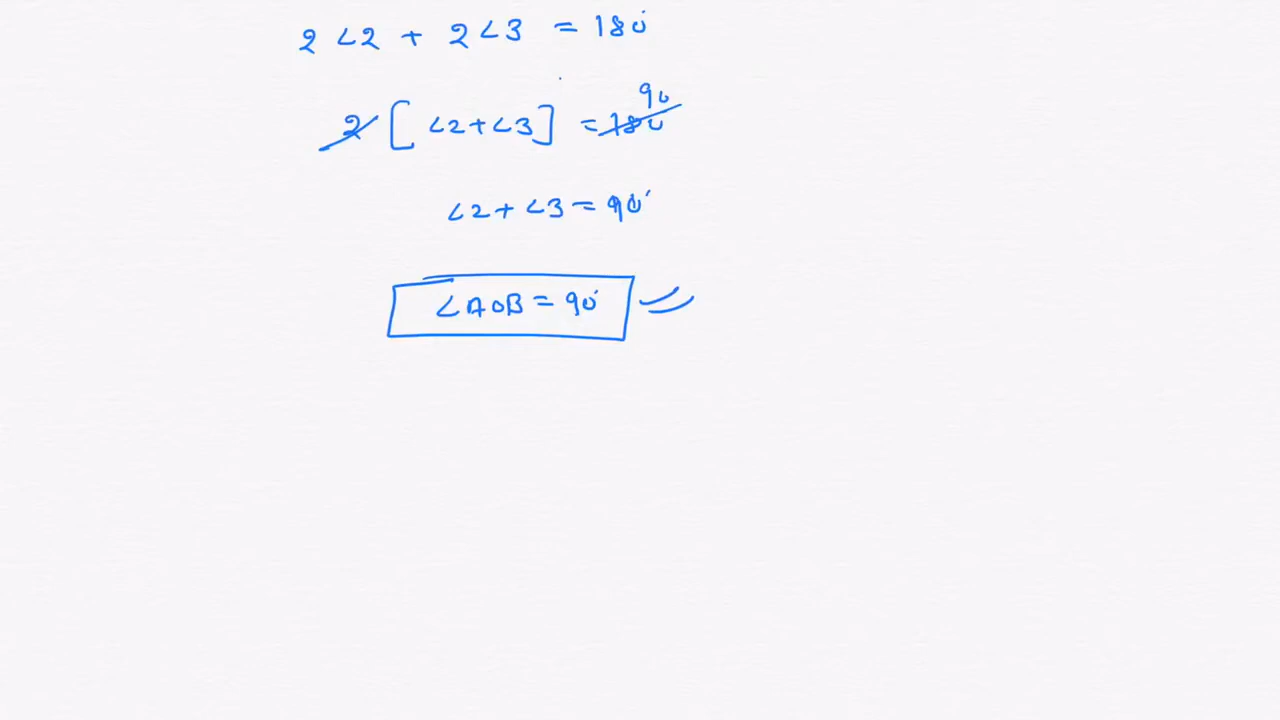 2 ∠2 + 2 ∠3 = 180°
2 [ ∠2 + ∠3 ] = 180 90
∠2 + ∠3 = 90°
∠AOB = 90°